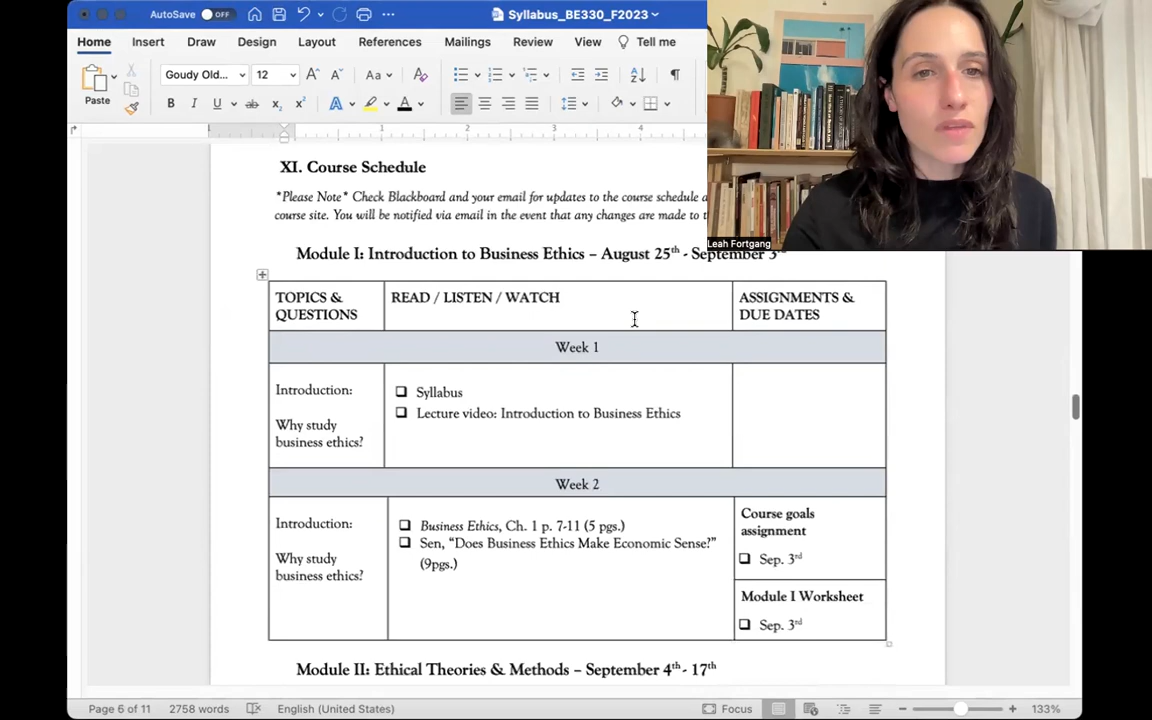 AutoSave OFF
Syllabus_BE330_F2023
Home Insert Draw Design Layout References Mailings Review View Tell me
Paste
Goudy Old... 12
1 2 3 4
XI. Course Schedule
*Please Note* Check Blackboard and your email for updates to the course schedule a
course site. You will be notified via email in the event that any changes are made to t
Leah Fortgang
Module I: Introduction to Business Ethics – August 25th - September 3rd
TOPICS &
QUESTIONS
READ / LISTEN / WATCH
ASSIGNMENTS &
DUE DATES
Week 1
Introduction:
Why study
business ethics?
Syllabus
Lecture video: Introduction to Business Ethics
Week 2
Introduction:
Why study
business ethics?
Business Ethics, Ch. 1 p. 7-11 (5 pgs.)
Sen, “Does Business Ethics Make Economic Sense?”
(9pgs.)
Course goals
assignment
Sep. 3rd
Module I Worksheet
Sep. 3rd
Module II: Ethical Theories & Methods – September 4th - 17th
Page 6 of 11 2758 words English (United States) Focus 133%